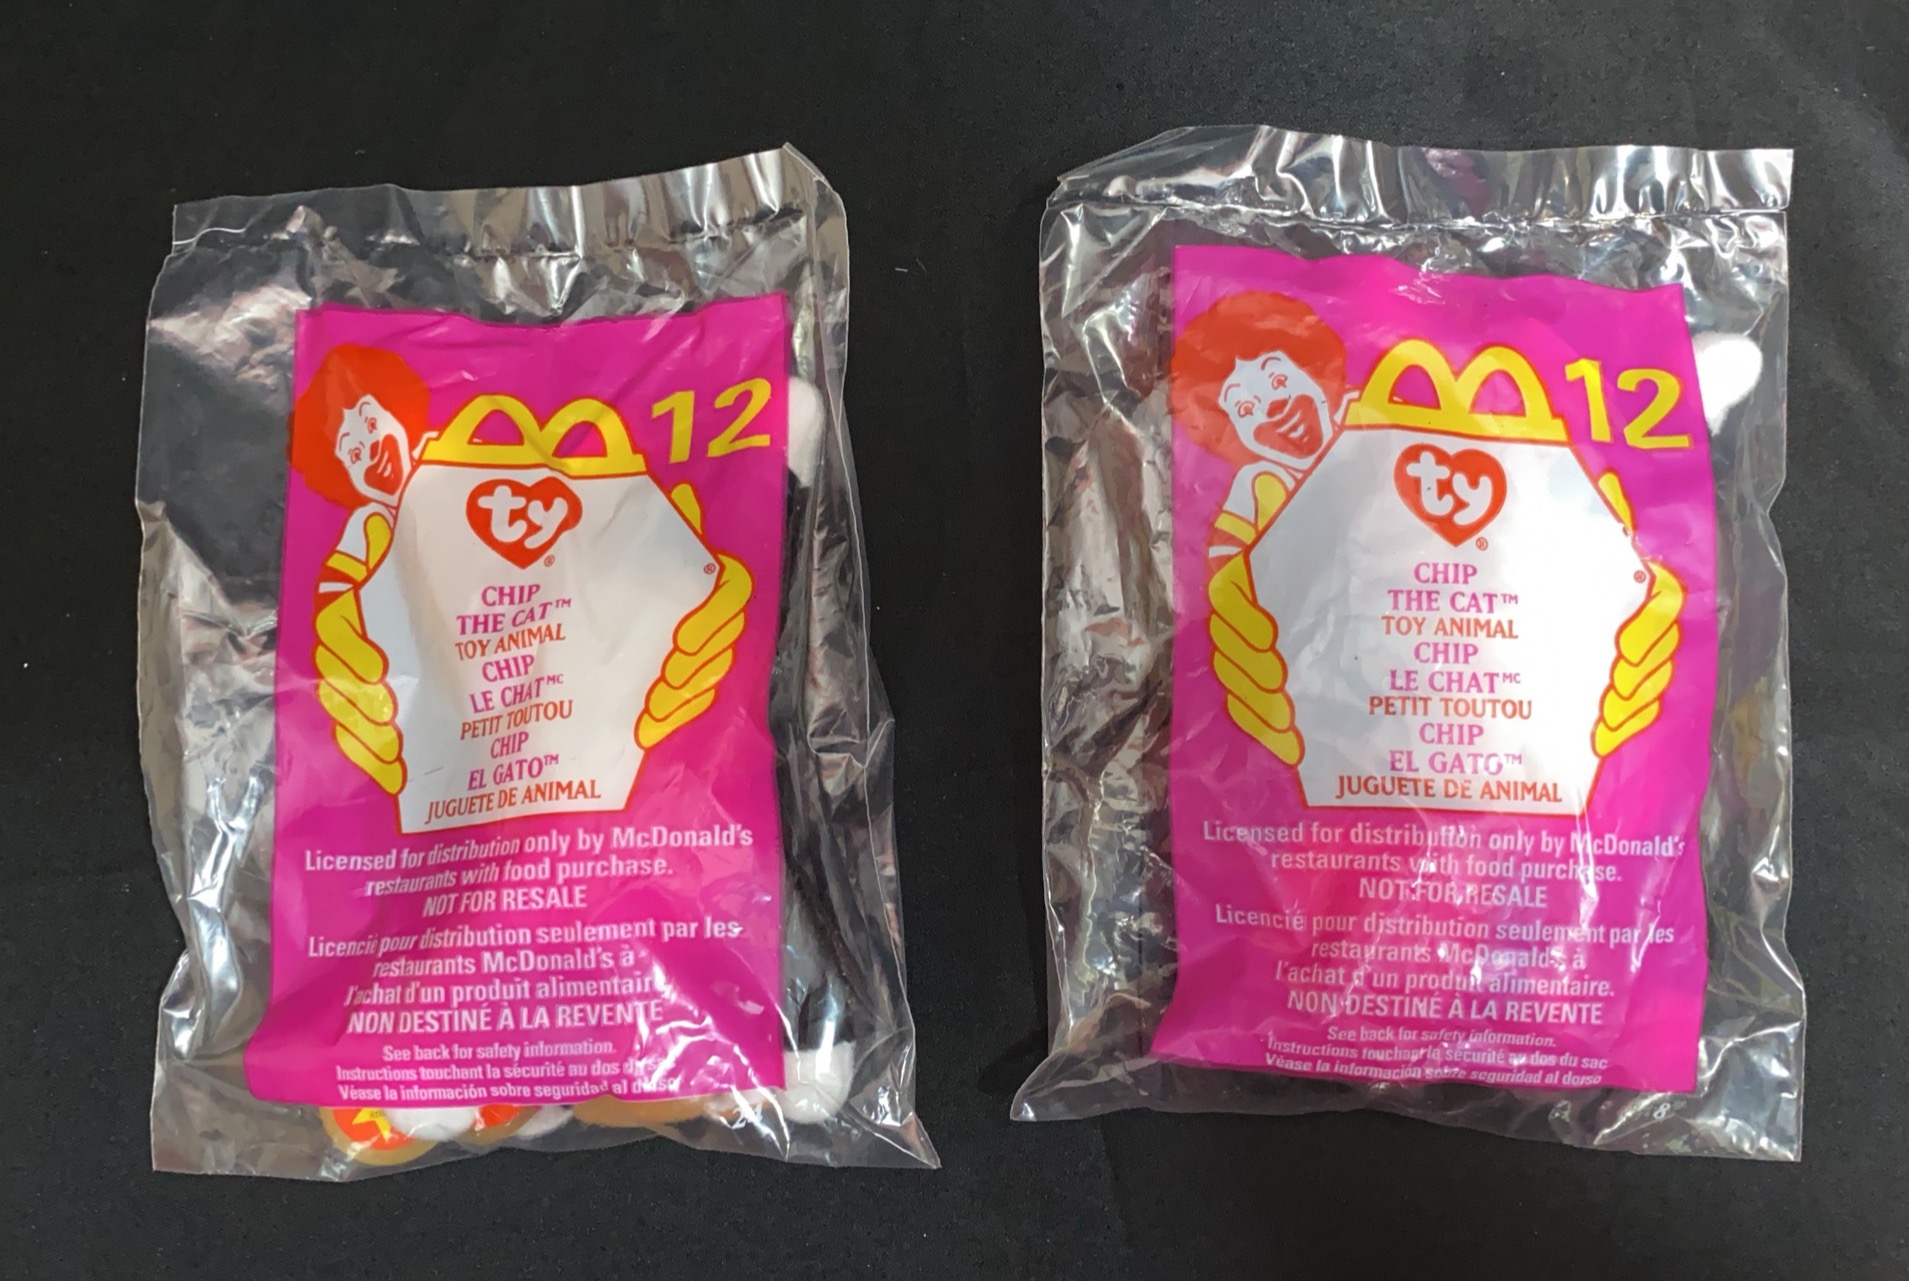 12
ty
®
®
CHIP
THE CAT™
TOY ANIMAL
CHIP
LE CHAT MC
PETIT TOUTOU
CHIP
EL GATO™
JUGUETE DE ANIMAL
Licensed for distribution only by McDonald's
restaurants with food purchase.
NOT FOR RESALE
Licencié pour distribution seulement par les
restaurants McDonald's à
l'achat d'un produit alimentaire
NON DESTINÉ À LA REVENTE
See back for safety information.
Instructions touchant la sécurité au dos du
Véase la información sobre seguridad al dorso
24
12
ty
®
®
CHIP
THE CAT™
TOY ANIMAL
CHIP
LE CHAT MC
PETIT TOUTOU
CHIP
EL GATO™
JUGUETE DE ANIMAL
Licensed for distribution only by McDonald's
restaurants with food purchase.
NOT FOR RESALE
Licencié pour distribution seulement par les
restaurants McDonald's à
l'achat d'un produit alimentaire.
NON DESTINÉ À LA REVENTE
See back for safety information.
Instructions touchant la sécurité au dos du sac
Véase la información sobre seguridad al dorso
8